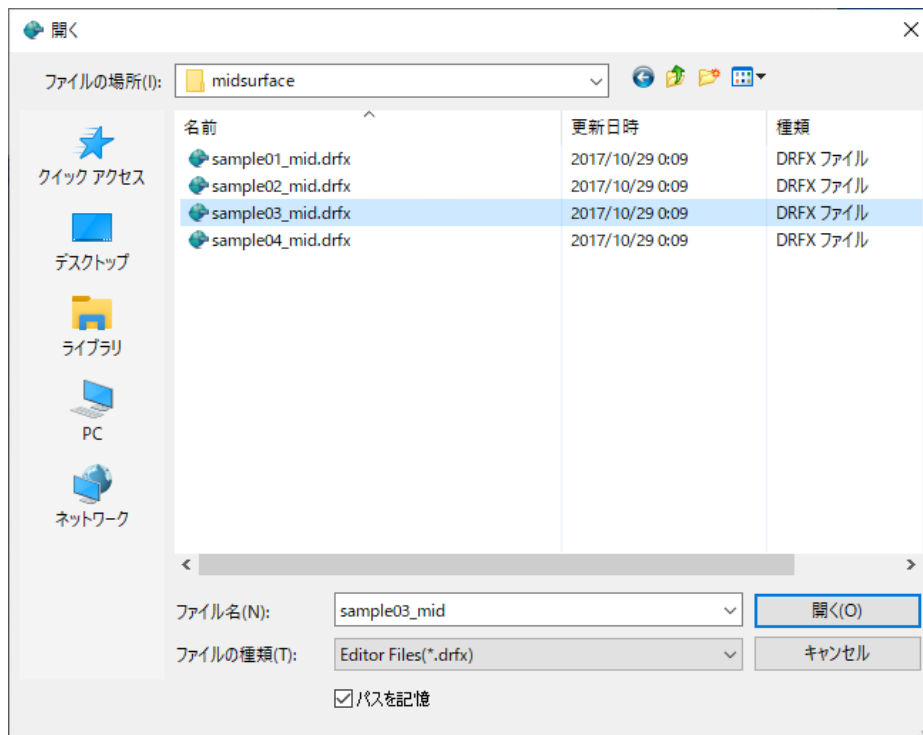 開く
ファイルの場所(I): midsurface
名前 更新日時 種類
sample01_mid.drfx 2017/10/29 0:09 DRFX ファイル
sample02_mid.drfx 2017/10/29 0:09 DRFX ファイル
sample03_mid.drfx 2017/10/29 0:09 DRFX ファイル
sample04_mid.drfx 2017/10/29 0:09 DRFX ファイル
クイック アクセス
デスクトップ
ライブラリ
PC
ネットワーク
ファイル名(N): sample03_mid 開く(O)
ファイルの種類(T): Editor Files(*.drfx) キャンセル
パスを記憶